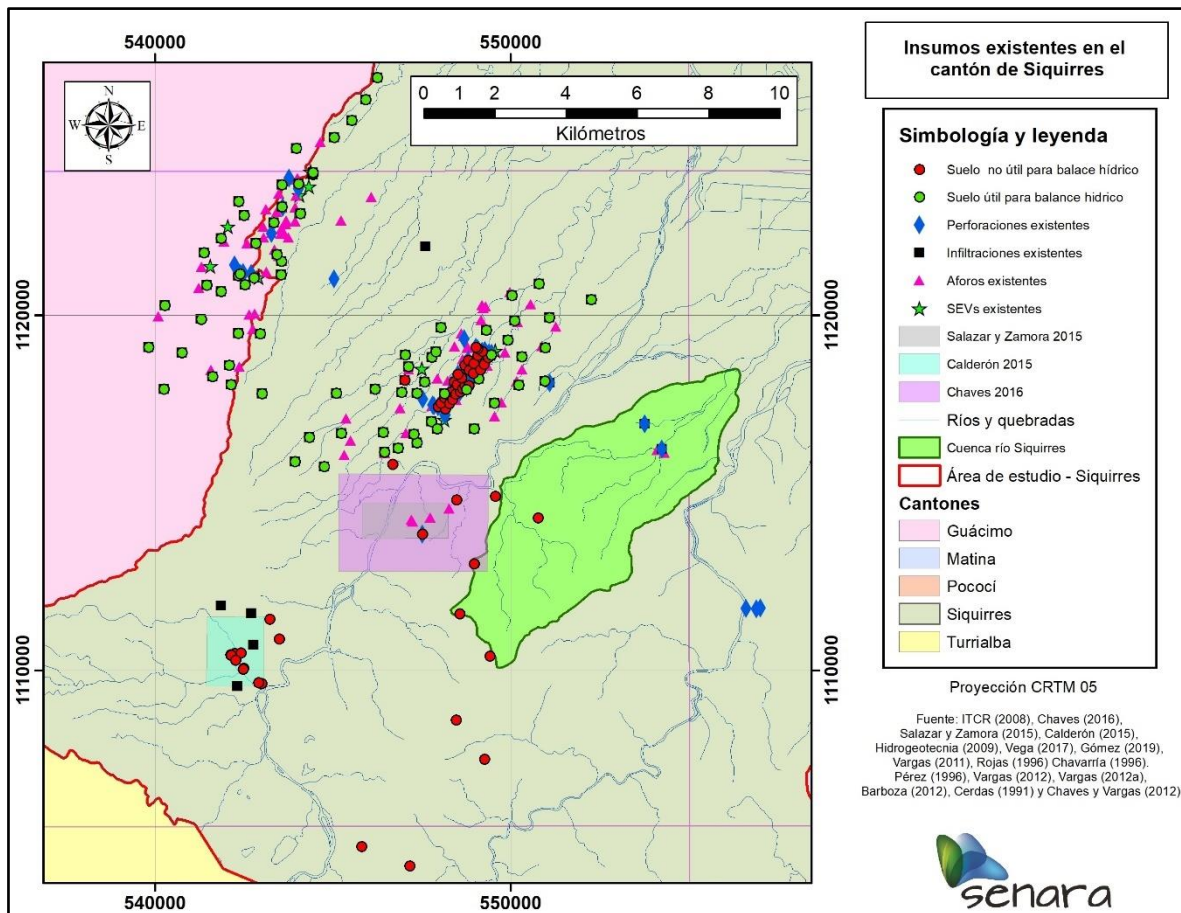 540000
550000
Insumos existentes en el
cantón de Siquirres
N
W E
S
0 1 2 4 6 8 10
Kilómetros
Simbología y leyenda
Suelo no útil para balace hídrico
Suelo útil para balance hidrico
Perforaciones existentes
Infiltraciones existentes
Aforos existentes
SEVs existentes
Salazar y Zamora 2015
Calderón 2015
Chaves 2016
Ríos y quebradas
Cuenca río Siquirres
Área de estudio - Siquirres
Cantones
Guácimo
Matina
Pococí
Siquirres
Turrialba
1120000
1120000
1110000
1110000
Proyección CRTM 05
Fuente: ITCR (2008), Chaves (2016),
Salazar y Zamora (2015), Calderón (2015),
Hidrogeotecnia (2009), Vega (2017), Gómez (2019),
Vargas (2011), Rojas (1996) Chavarría (1996).
Pérez (1996), Vargas (2012), Vargas (2012a),
Barboza (2012), Cerdas (1991) y Chaves y Vargas (2012)
540000
550000
senara